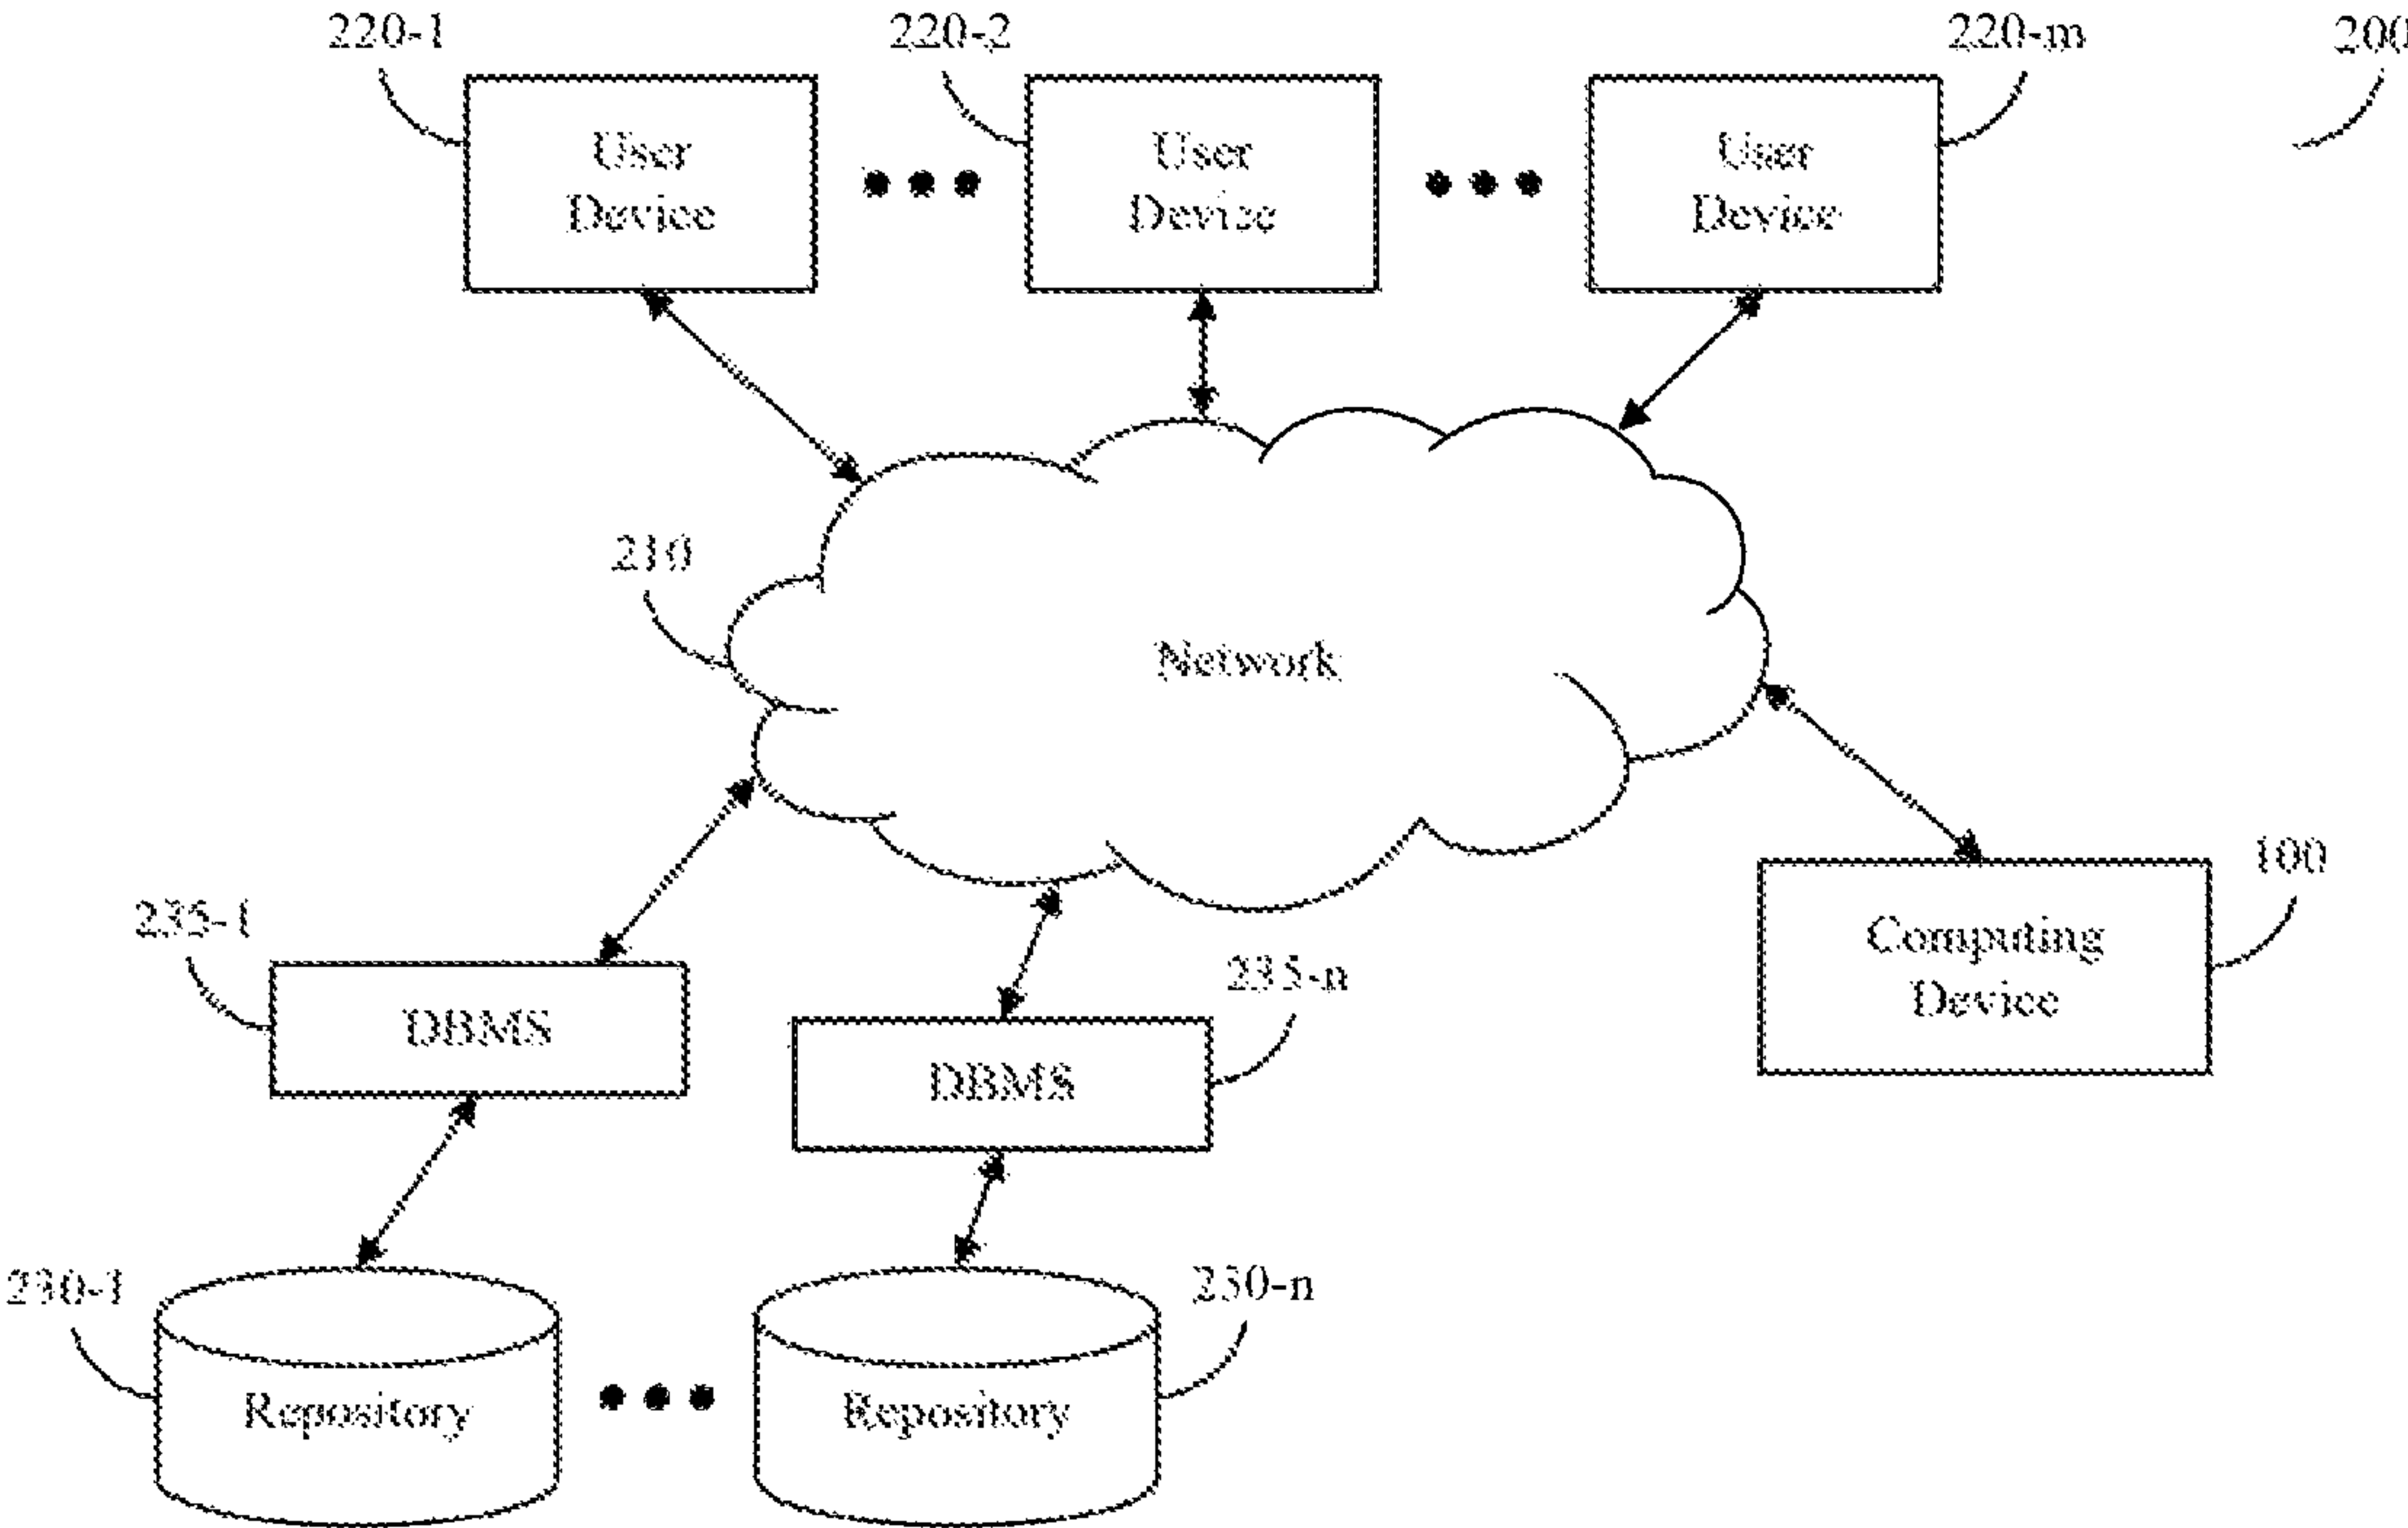 220-1
220-2
220-m
200
User
Device
User
Device
User
Device
210
Network
235-1
DBMS
235-n
DBMS
100
Computing
Device
230-1
Repository
230-n
Repository